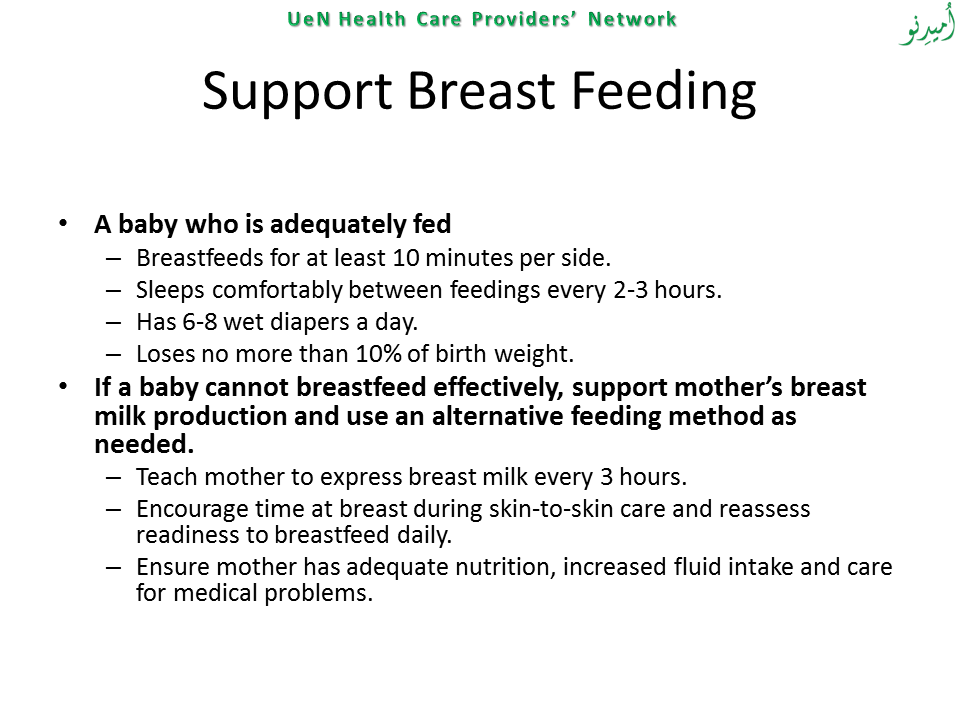 UeN Health Care Providers’ Network
اُمیدِنو
Support Breast Feeding
• A baby who is adequately fed
– Breastfeeds for at least 10 minutes per side.
– Sleeps comfortably between feedings every 2-3 hours.
– Has 6-8 wet diapers a day.
– Loses no more than 10% of birth weight.
• If a baby cannot breastfeed effectively, support mother’s breast
milk production and use an alternative feeding method as
needed.
– Teach mother to express breast milk every 3 hours.
– Encourage time at breast during skin-to-skin care and reassess
readiness to breastfeed daily.
– Ensure mother has adequate nutrition, increased fluid intake and care
for medical problems.